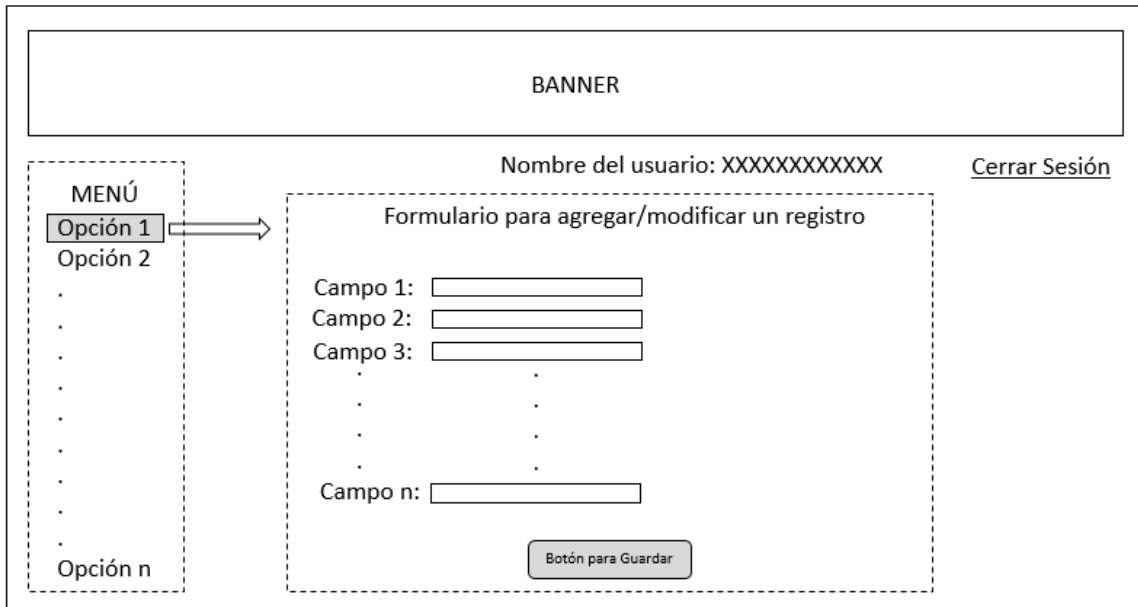 BANNER
Nombre del usuario: XXXXXXXXXXXX
Cerrar Sesión
MENÚ
Opción 1
Opción 2
.
.
.
.
.
.
.
.
.
Opción n
Formulario para agregar/modificar un registro
Campo 1:
Campo 2:
Campo 3:
. .
. .
. .
. .
Campo n:
Botón para Guardar